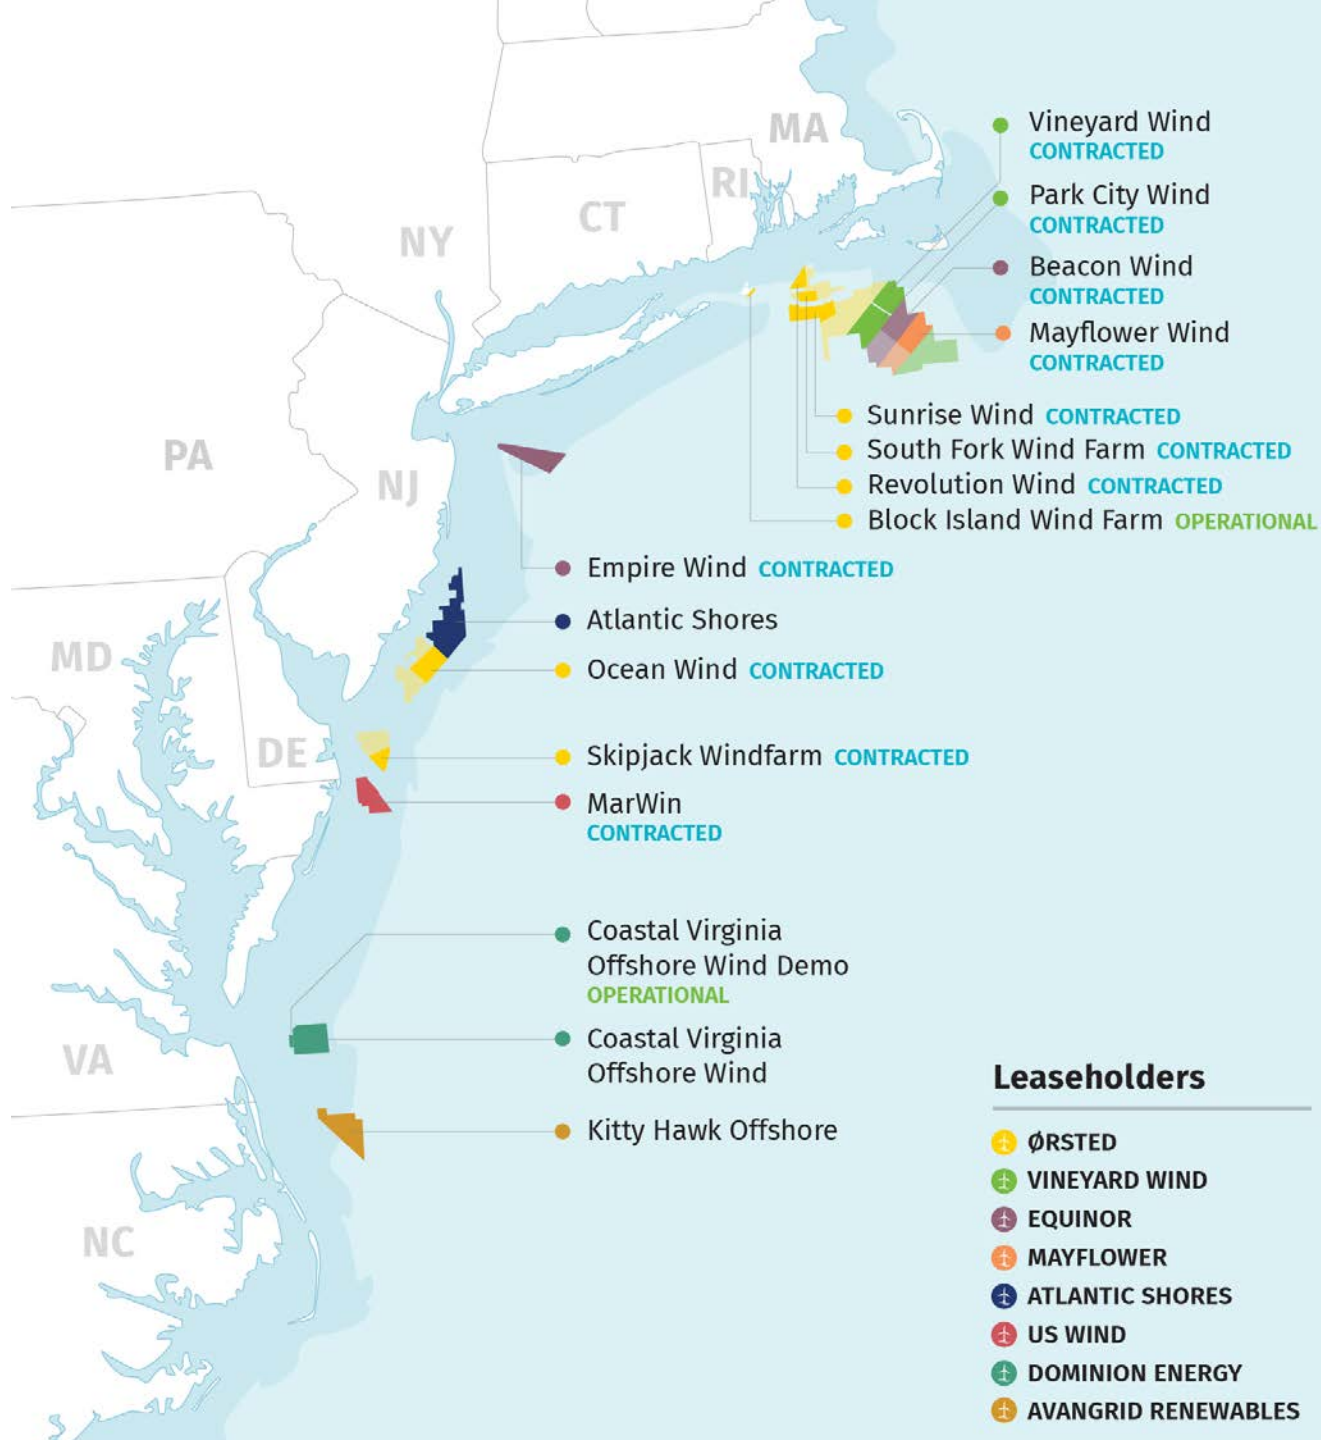 MA
RI
CT
NY
PA
NJ
MD
DE
VA
NC
Vineyard Wind
CONTRACTED
Park City Wind
CONTRACTED
Beacon Wind
CONTRACTED
Mayflower Wind
CONTRACTED
Sunrise Wind CONTRACTED
South Fork Wind Farm CONTRACTED
Revolution Wind CONTRACTED
Block Island Wind Farm OPERATIONAL
Empire Wind CONTRACTED
Atlantic Shores
Ocean Wind CONTRACTED
Skipjack Windfarm CONTRACTED
MarWin
CONTRACTED
Coastal Virginia
Offshore Wind Demo
OPERATIONAL
Coastal Virginia
Offshore Wind
Kitty Hawk Offshore
Leaseholders
ØRSTED
VINEYARD WIND
EQUINOR
MAYFLOWER
ATLANTIC SHORES
US WIND
DOMINION ENERGY
AVANGRID RENEWABLES